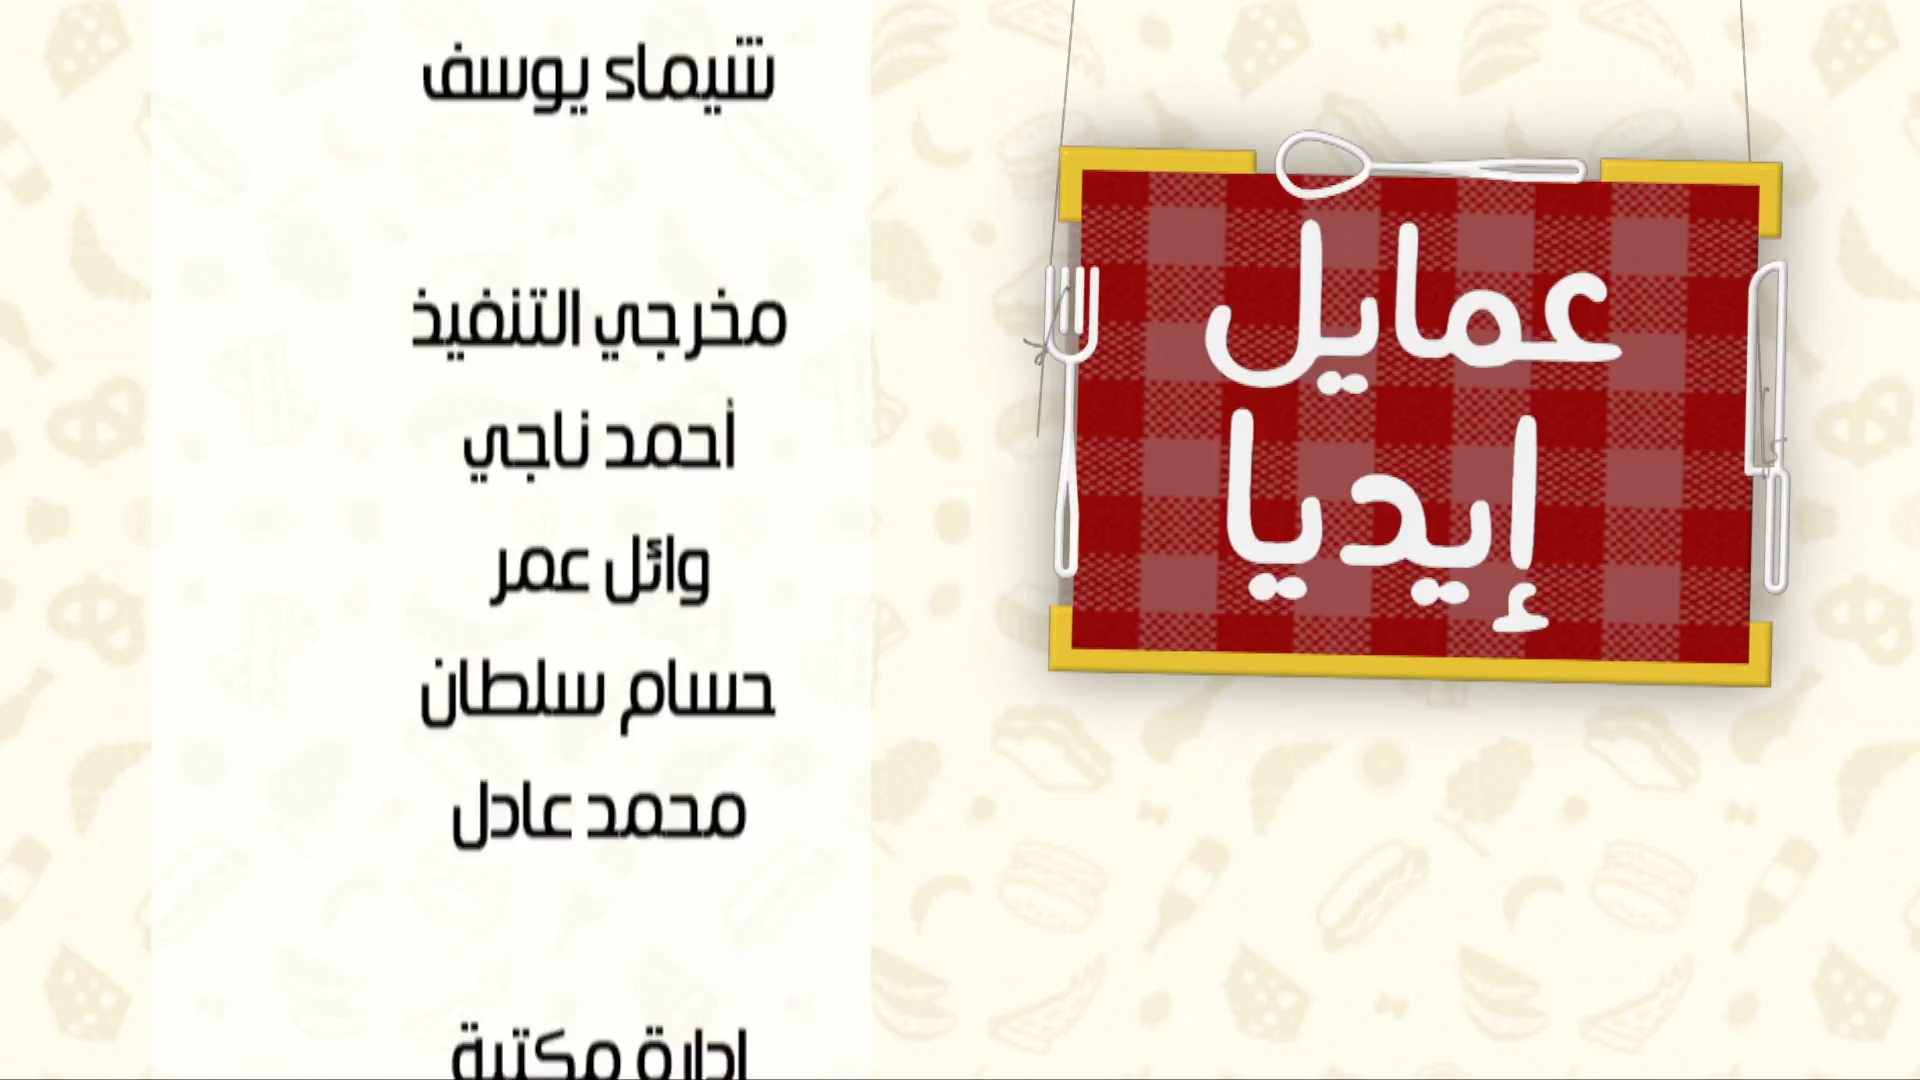 شيماء يوسف
مخرجي التنفيذ
أحمد ناجي
وائل عمر
حسام سلطان
محمد عادل
إدارة مكتبة
عمايل
إيديا